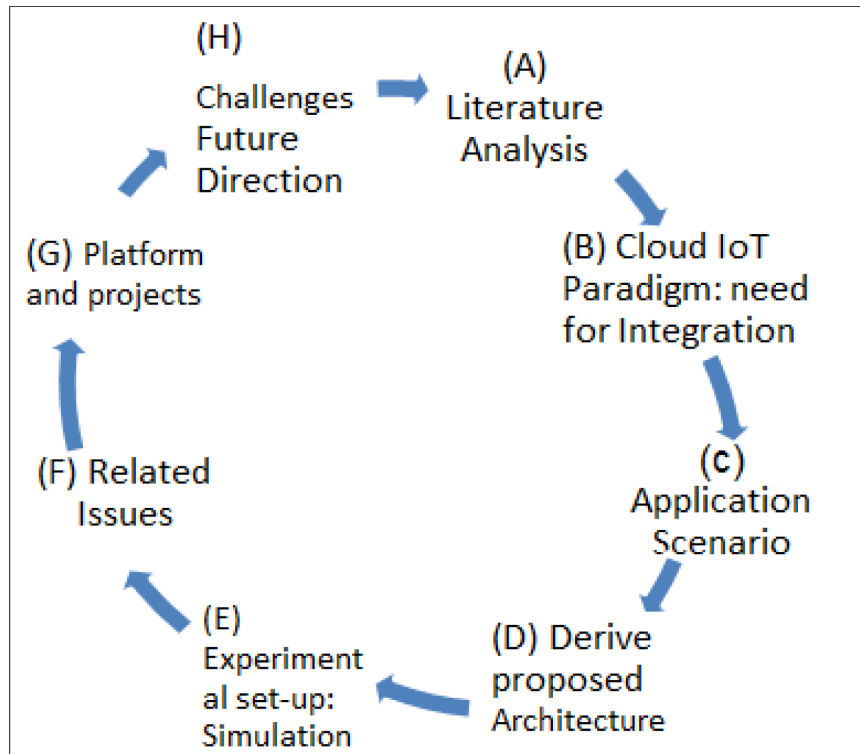 (A)
Literature
Analysis
(B) Cloud IoT
Paradigm: need
for Integration
(c)
Application
Scenario
(D) Derive
proposed
Architecture
(E)
Experiment
al set-up:
Simulation
(F) Related
Issues
(G) Platform
and projects
(H)
Challenges
Future
Direction